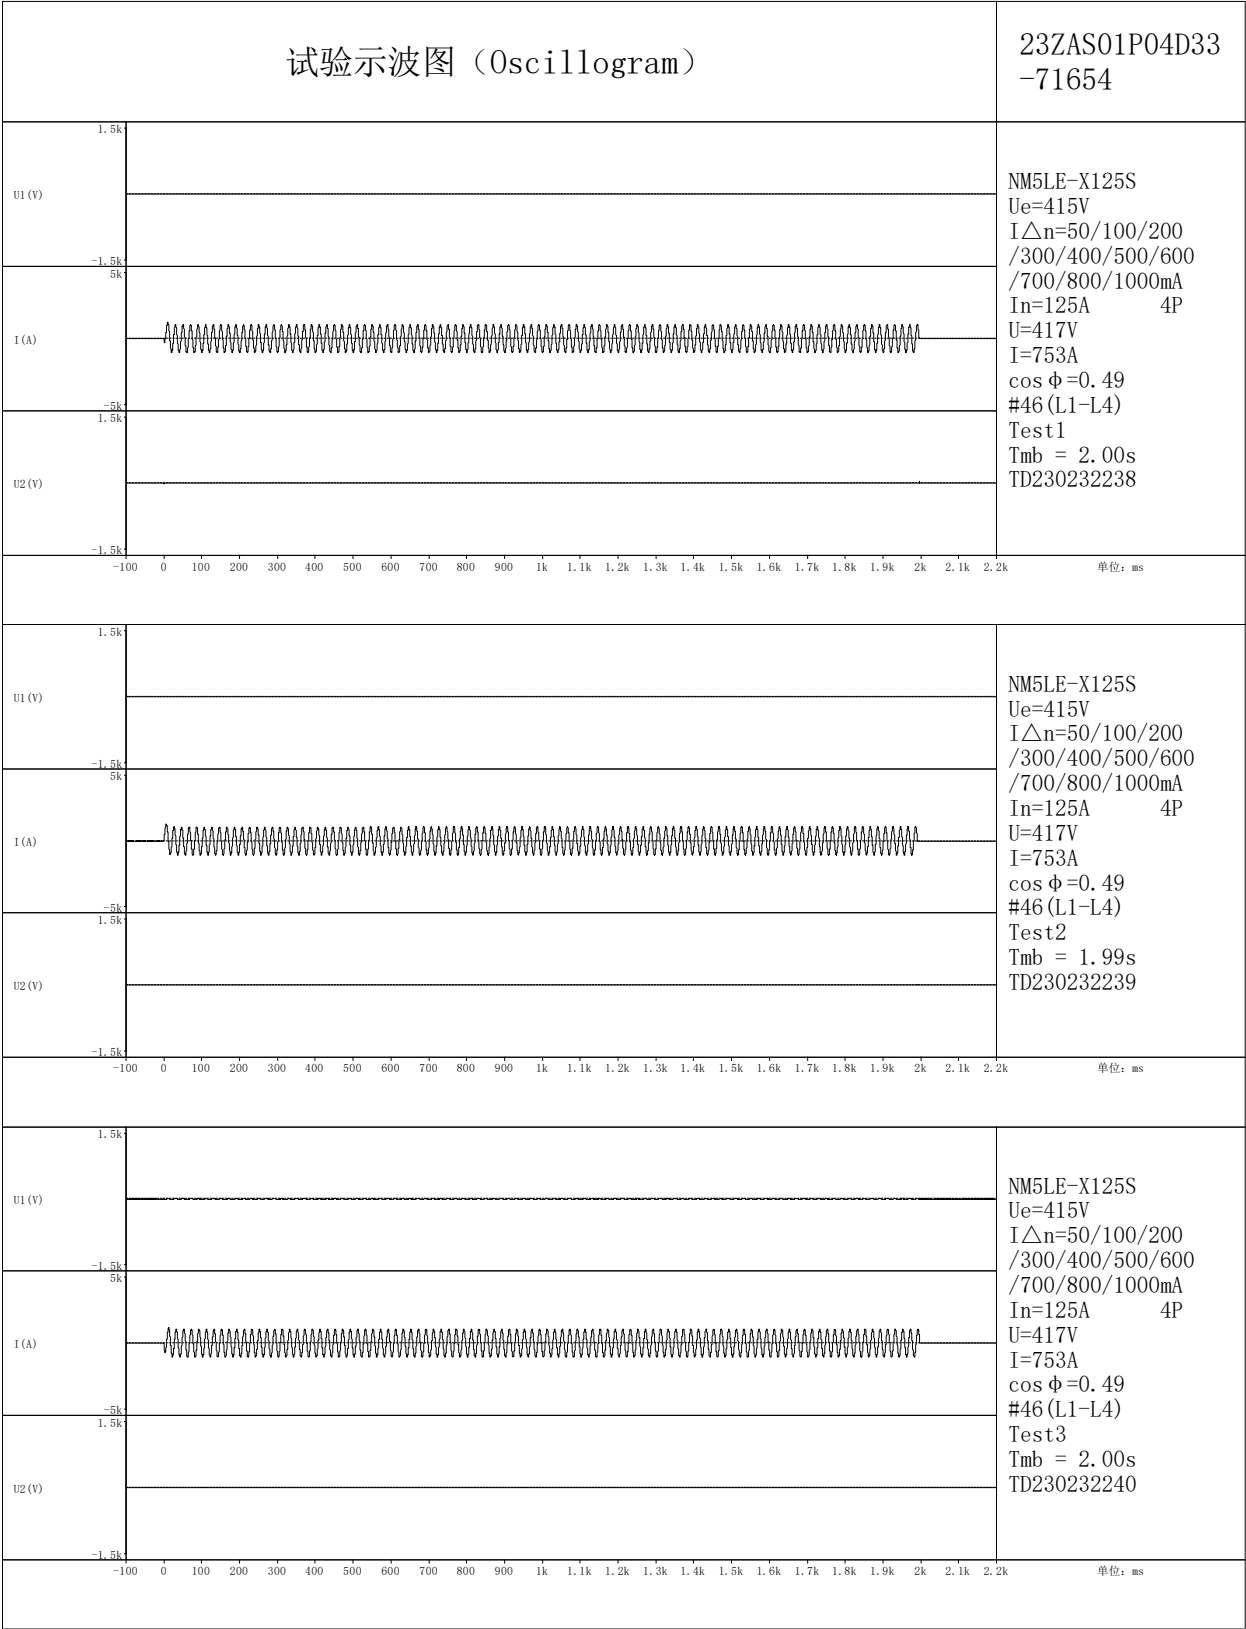 试验示波图（Oscillogram）
23ZAS01P04D33
-71654
1.5k
U1(V)
-1.5k
5k
I(A)
-5k
1.5k
U2(V)
-1.5k
-100 0 100 200 300 400 500 600 700 800 900 1k 1.1k 1.2k 1.3k 1.4k 1.5k 1.6k 1.7k 1.8k 1.9k 2k 2.1k 2.2k
单位：ms
NM5LE-X125S
Ue=415V
I△n=50/100/200
/300/400/500/600
/700/800/1000mA
In=125A 4P
U=417V
I=753A
cosφ=0.49
#46(L1-L4)
Test1
Tmb = 2.00s
TD230232238
1.5k
U1(V)
-1.5k
5k
I(A)
-5k
1.5k
U2(V)
-1.5k
-100 0 100 200 300 400 500 600 700 800 900 1k 1.1k 1.2k 1.3k 1.4k 1.5k 1.6k 1.7k 1.8k 1.9k 2k 2.1k 2.2k
单位：ms
NM5LE-X125S
Ue=415V
I△n=50/100/200
/300/400/500/600
/700/800/1000mA
In=125A 4P
U=417V
I=753A
cosφ=0.49
#46(L1-L4)
Test2
Tmb = 1.99s
TD230232239
1.5k
U1(V)
-1.5k
5k
I(A)
-5k
1.5k
U2(V)
-1.5k
-100 0 100 200 300 400 500 600 700 800 900 1k 1.1k 1.2k 1.3k 1.4k 1.5k 1.6k 1.7k 1.8k 1.9k 2k 2.1k 2.2k
单位：ms
NM5LE-X125S
Ue=415V
I△n=50/100/200
/300/400/500/600
/700/800/1000mA
In=125A 4P
U=417V
I=753A
cosφ=0.49
#46(L1-L4)
Test3
Tmb = 2.00s
TD230232240